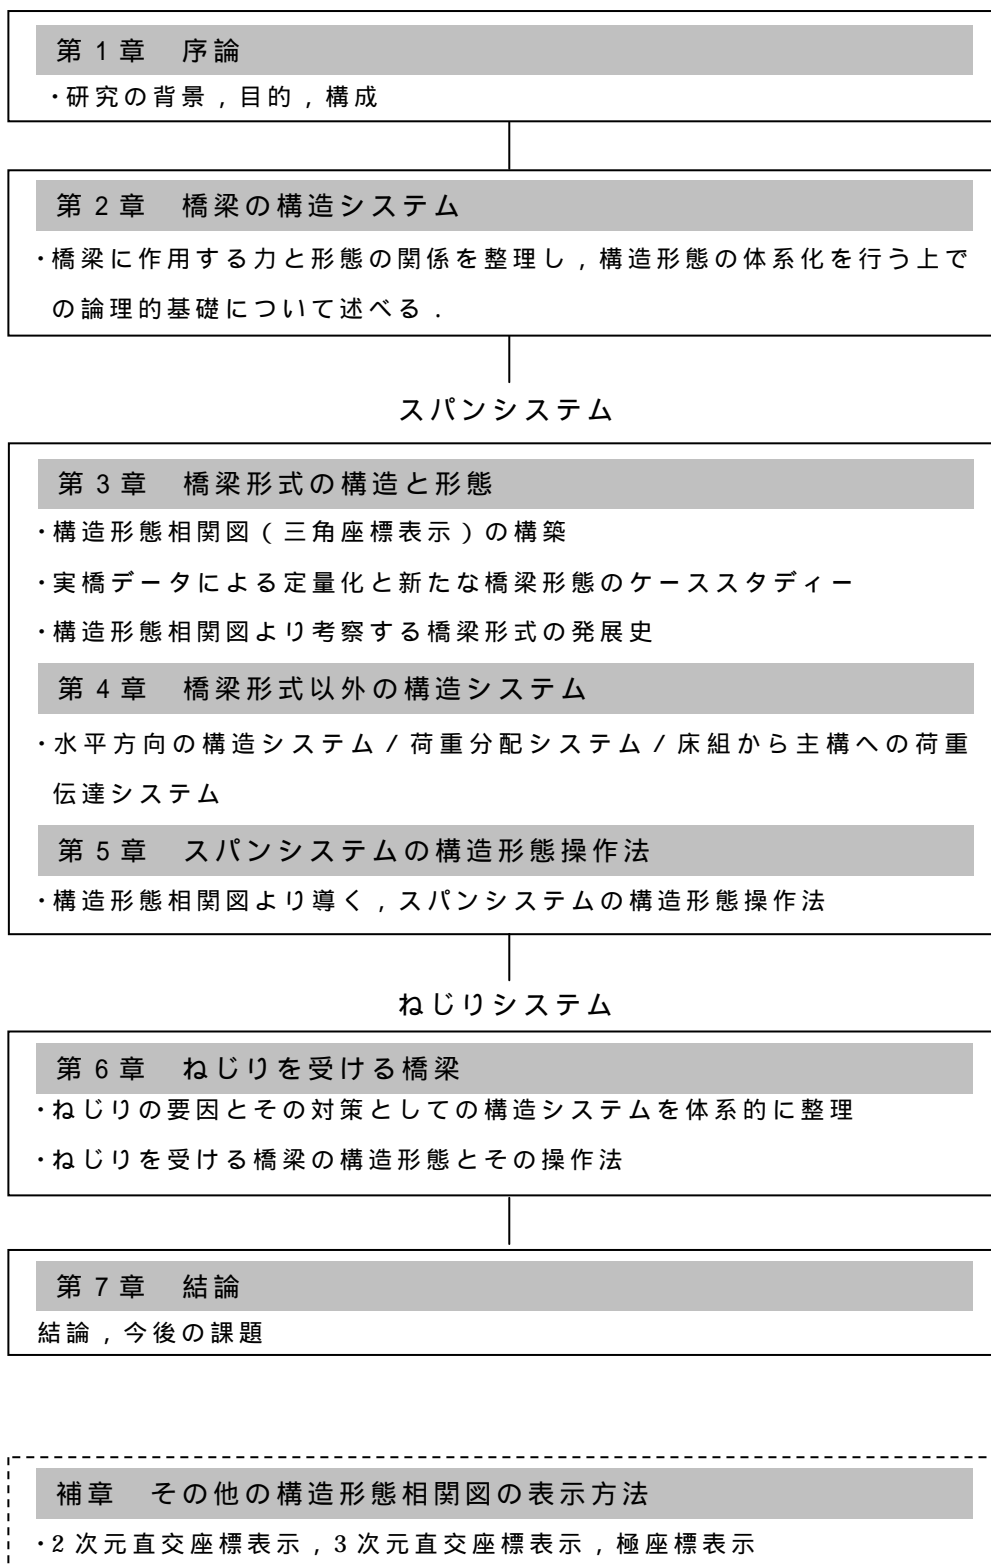 第1章　序論
・研究の背景，目的，構成
第2章　橋梁の構造システム
・橋梁に作用する力と形態の関係を整理し，構造形態の体系化を行う上で
の論理的基礎について述べる．
スパンシステム
第3章　橋梁形式の構造と形態
・構造形態相関図（三角座標表示）の構築
・実橋データによる定量化と新たな橋梁形態のケーススタディー
・構造形態相関図より考察する橋梁形式の発展史
第4章　橋梁形式以外の構造システム
・水平方向の構造システム／荷重分配システム／床組から主構への荷重
伝達システム
第5章　スパンシステムの構造形態操作法
・構造形態相関図より導く，スパンシステムの構造形態操作法
ねじりシステム
第6章　ねじりを受ける橋梁
・ねじりの要因とその対策としての構造システムを体系的に整理
・ねじりを受ける橋梁の構造形態とその操作法
第7章　結論
結論，今後の課題
補章　その他の構造形態相関図の表示方法
・2次元直交座標表示，3次元直交座標表示，極座標表示